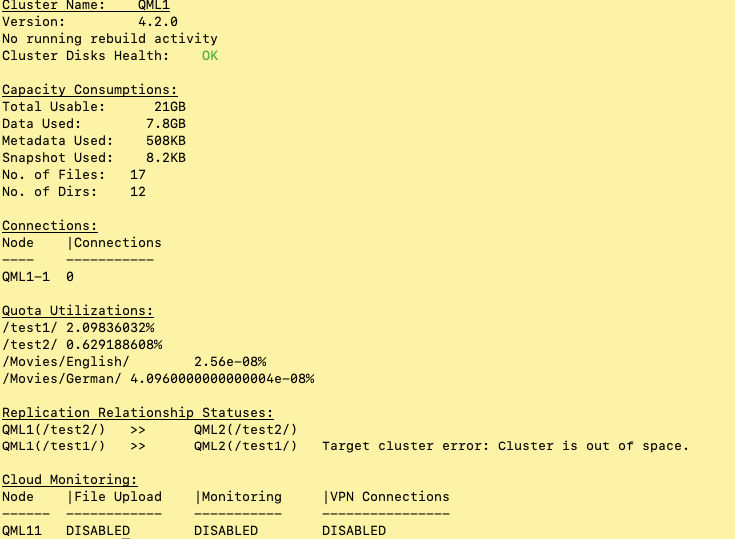 Cluster Name: QML1
Version: 4.2.0
No running rebuild activity
Cluster Disks Health: OK
Capacity Consumptions:
Total Usable: 21GB
Data Used: 7.8GB
Metadata Used: 508KB
Snapshot Used: 8.2KB
No. of Files: 17
No. of Dirs: 12
Connections:
Node |Connections
---- -----------
QML1-1 0
Quota Utilizations:
/test1/ 2.09836032%
/test2/ 0.629188608%
/Movies/English/ 2.56e-08%
/Movies/German/ 4.0960000000000004e-08%
Replication Relationship Statuses:
QML1(/test2/) >> QML2(/test2/)
QML1(/test1/) >> QML2(/test1/) Target cluster error: Cluster is out of space.
Cloud Monitoring:
Node |File Upload |Monitoring |VPN Connections
------ ------------ ----------- ----------------
QML11 DISABLED DISABLED DISABLED